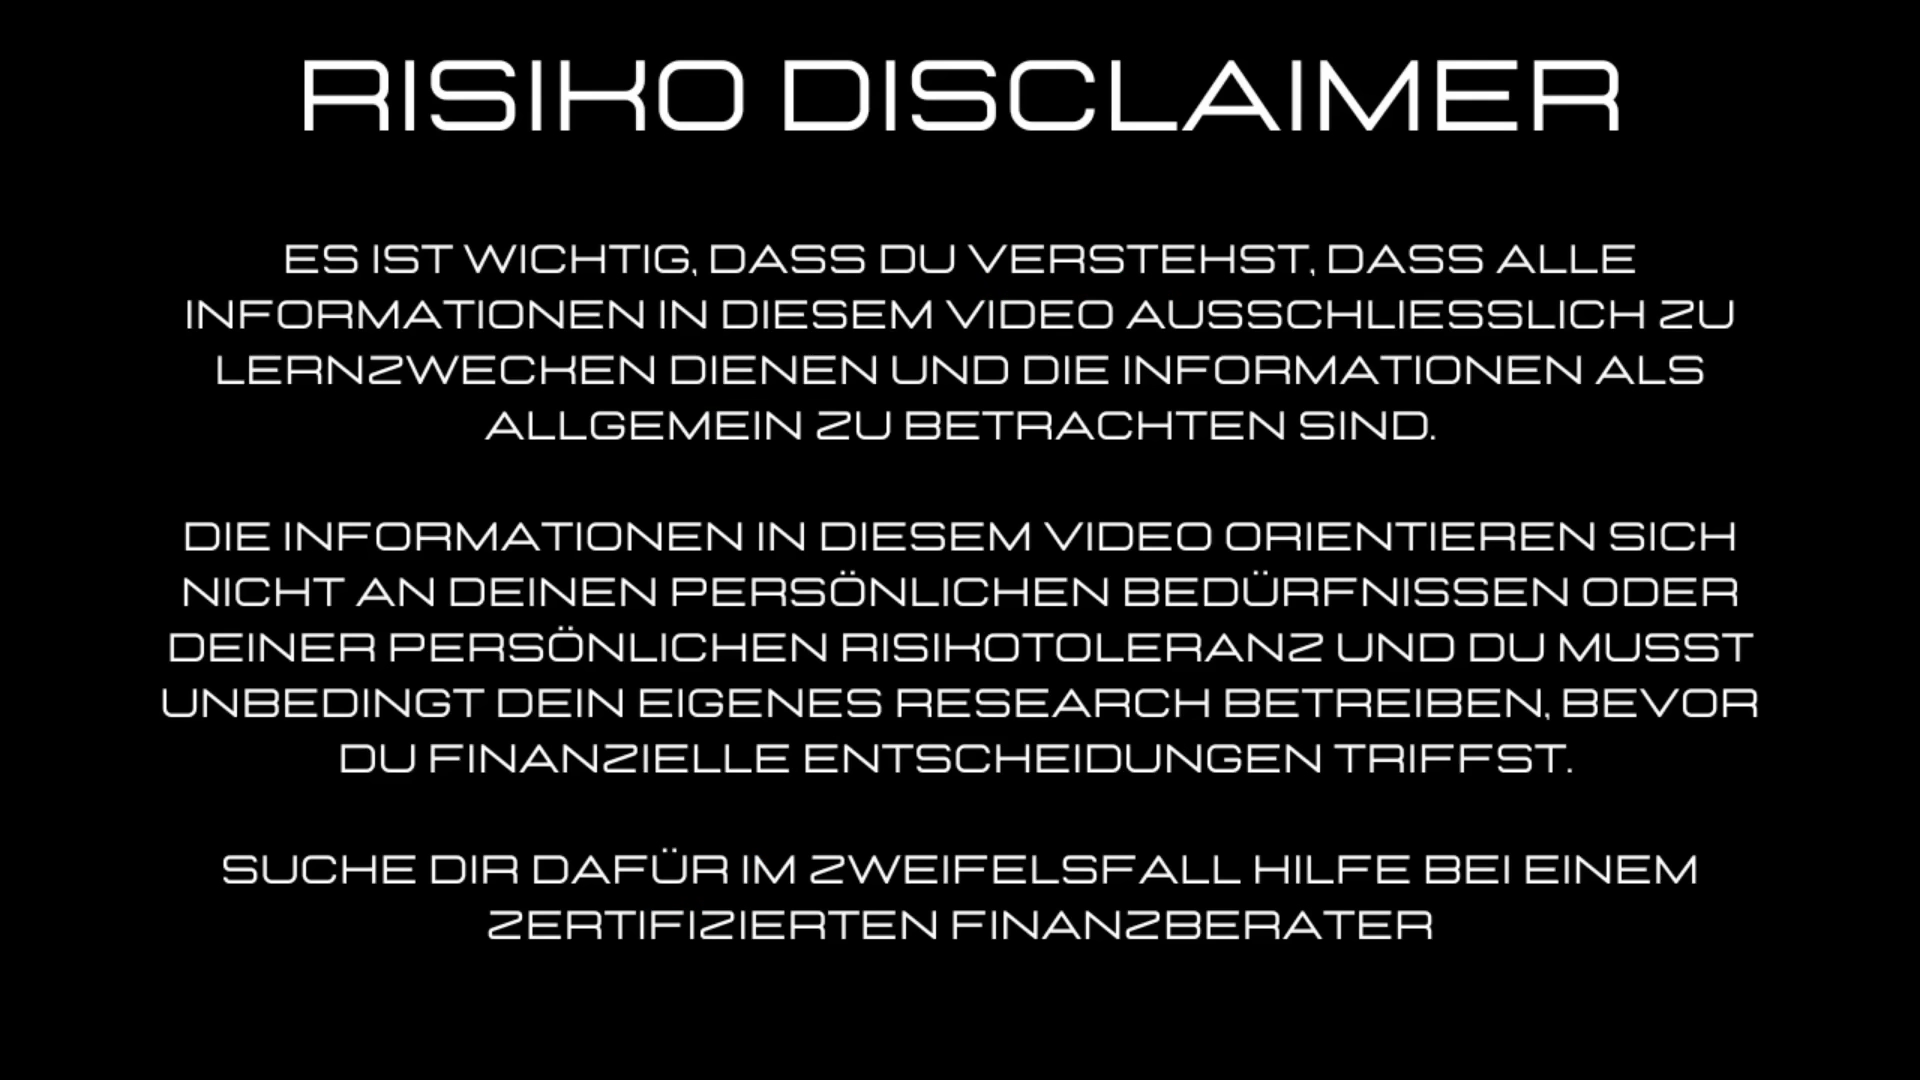 RISIKO DISCLAIMER
ES IST WICHTIG, DASS DU VERSTEHST, DASS ALLE
INFORMATIONEN IN DIESEM VIDEO AUSSCHLIESSLICH ZU
LERNZWECKEN DIENEN UND DIE INFORMATIONEN ALS
ALLGEMEIN ZU BETRACHTEN SIND.
DIE INFORMATIONEN IN DIESEM VIDEO ORIENTIEREN SICH
NICHT AN DEINEN PERSÖNLICHEN BEDÜRFNISSEN ODER
DEINER PERSÖNLICHEN RISIKOTOLERANZ UND DU MUSST
UNBEDINGT DEIN EIGENES RESEARCH BETREIBEN, BEVOR
DU FINANZIELLE ENTSCHEIDUNGEN TRIFFST.
SUCHE DIR DAFÜR IM ZWEIFELSFALL HILFE BEI EINEM
ZERTIFIZIERTEN FINANZBERATER